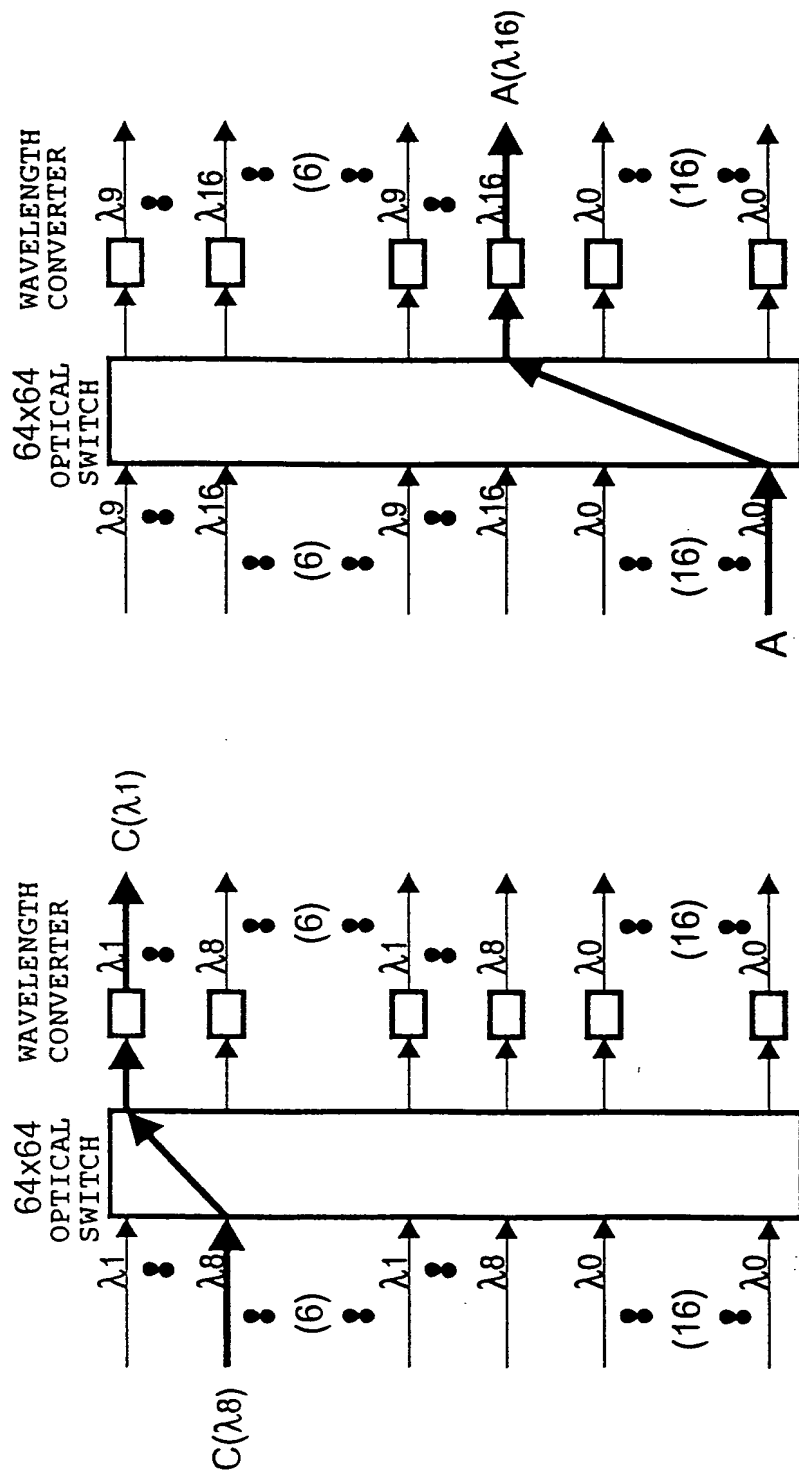 64x64
OPTICAL
SWITCH
WAVELENGTH
CONVERTER
λ1
λ1
C(λ1)
C(λ8)
λ8
λ8
(6)
(6)
λ1
λ1
λ8
λ8
λ0
λ0
(16)
(16)
λ0
λ0
64x64
OPTICAL
SWITCH
WAVELENGTH
CONVERTER
λ9
λ9
λ16
λ16
(6)
(6)
λ9
λ9
λ16
λ16
A(λ16)
λ0
λ0
(16)
(16)
A
λ0
λ0